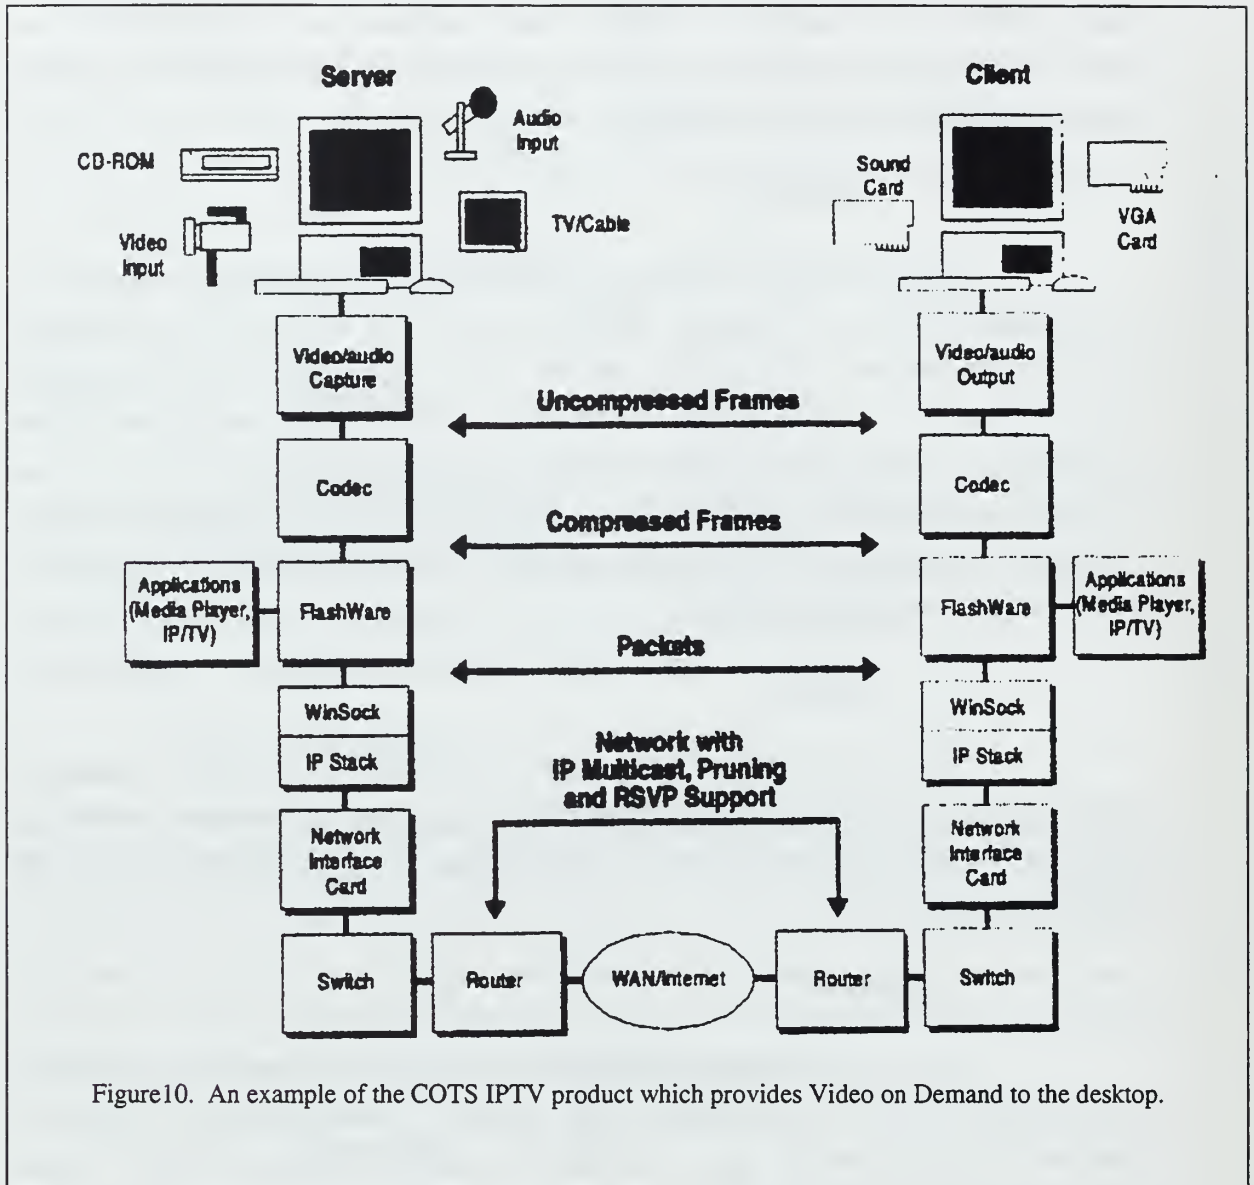 Server
Client
CD-ROM
Audio
Input
Video
Input
TV/Cable
Sound
Card
VGA
Card
Video/audio
Capture
Video/audio
Output
Uncompressed Frames
Codec
Codec
Compressed Frames
Applications
(Media Player,
IP/TV)
FlashWare
FlashWare
Applications
(Media Player,
IP/TV)
Packets
WinSock
IP Stack
WinSock
IP Stack
Network with
IP Multicast, Pruning
and RSVP Support
Network
Interface
Card
Network
Interface
Card
Switch
Router
WAN/Internet
Router
Switch
Figure10. An example of the COTS IPTV product which provides Video on Demand to the desktop.